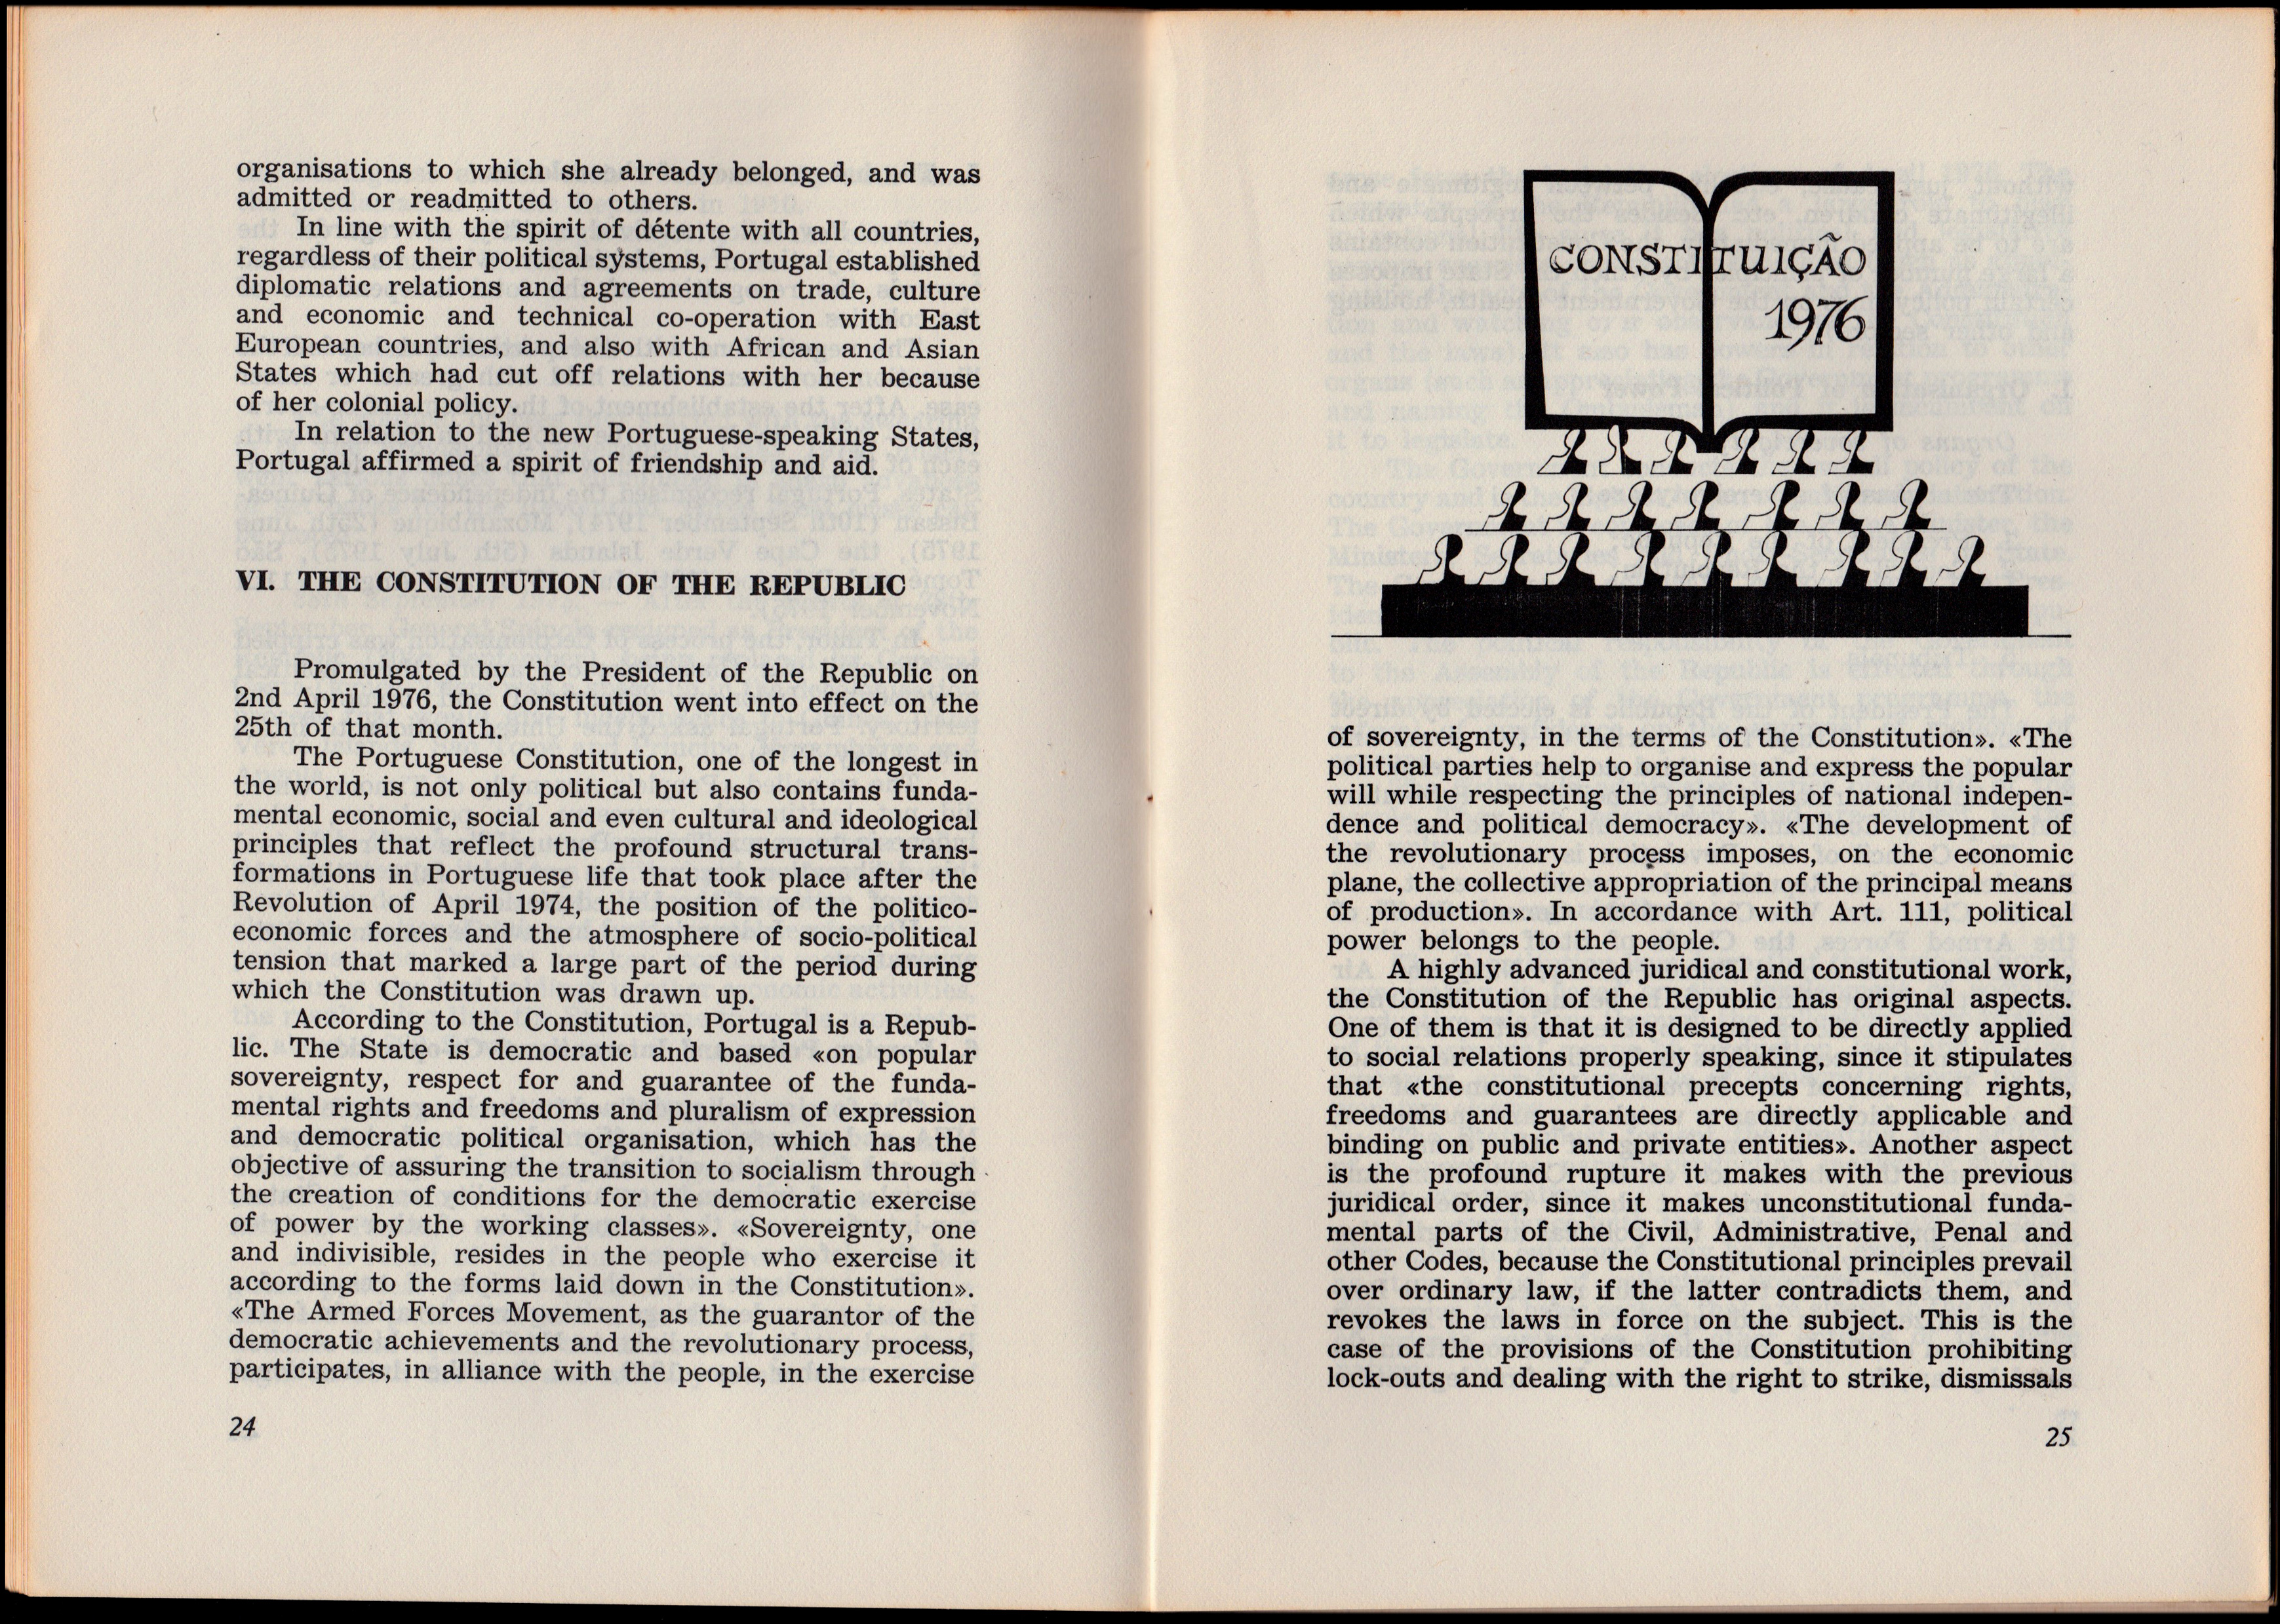 organisations to which she already belonged, and was
admitted or readmitted to others.
In line with the spirit of détente with all countries,
regardless of their political systems, Portugal established
diplomatic relations and agreements on trade, culture
and economic and technical co-operation with East
European countries, and also with African and Asian
States which had cut off relations with her because
of her colonial policy.
In relation to the new Portuguese-speaking States,
Portugal affirmed a spirit of friendship and aid.
VI. THE CONSTITUTION OF THE REPUBLIC
Promulgated by the President of the Republic on
2nd April 1976, the Constitution went into effect on the
25th of that month.
The Portuguese Constitution, one of the longest in
the world, is not only political but also contains funda-
mental economic, social and even cultural and ideological
principles that reflect the profound structural trans-
formations in Portuguese life that took place after the
Revolution of April 1974, the position of the politico-
economic forces and the atmosphere of socio-political
tension that marked a large part of the period during
which the Constitution was drawn up.
According to the Constitution, Portugal is a Repub-
lic. The State is democratic and based «on popular
sovereignty, respect for and guarantee of the funda-
mental rights and freedoms and pluralism of expression
and democratic political organisation, which has the
objective of assuring the transition to socialism through
the creation of conditions for the democratic exercise
of power by the working classes». «Sovereignty, one
and indivisible, resides in the people who exercise it
according to the forms laid down in the Constitution».
«The Armed Forces Movement, as the guarantor of the
democratic achievements and the revolutionary process,
participates, in alliance with the people, in the exercise
24
CONSTITUIÇÃO
1976
of sovereignty, in the terms of the Constitution». «The
political parties help to organise and express the popular
will while respecting the principles of national indepen-
dence and political democracy». «The development of
the revolutionary process imposes, on the economic
plane, the collective appropriation of the principal means
of production». In accordance with Art. 111, political
power belongs to the people.
A highly advanced juridical and constitutional work,
the Constitution of the Republic has original aspects.
One of them is that it is designed to be directly applied
to social relations properly speaking, since it stipulates
that «the constitutional precepts concerning rights,
freedoms and guarantees are directly applicable and
binding on public and private entities». Another aspect
is the profound rupture it makes with the previous
juridical order, since it makes unconstitutional funda-
mental parts of the Civil, Administrative, Penal and
other Codes, because the Constitutional principles prevail
over ordinary law, if the latter contradicts them, and
revokes the laws in force on the subject. This is the
case of the provisions of the Constitution prohibiting
lock-outs and dealing with the right to strike, dismissals
25